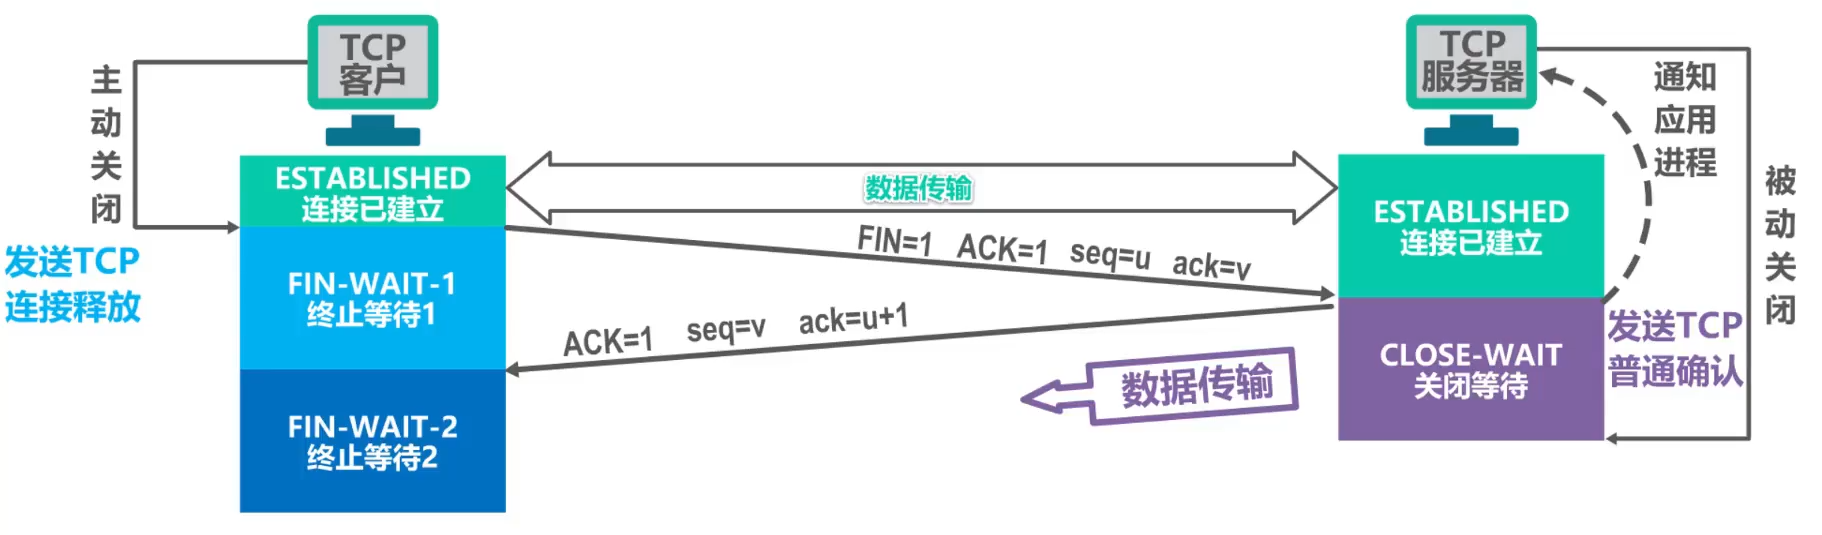 TCP
客户
TCP
服务器
主动关闭
通知应用进程
ESTABLISHED
连接已建立
数据传输
ESTABLISHED
连接已建立
被动关闭
发送TCP
连接释放
FIN=1 ACK=1 seq=u ack=v
FIN-WAIT-1
终止等待1
ACK=1 seq=v ack=u+1
发送TCP
普通确认
CLOSE-WAIT
关闭等待
数据传输
FIN-WAIT-2
终止等待2